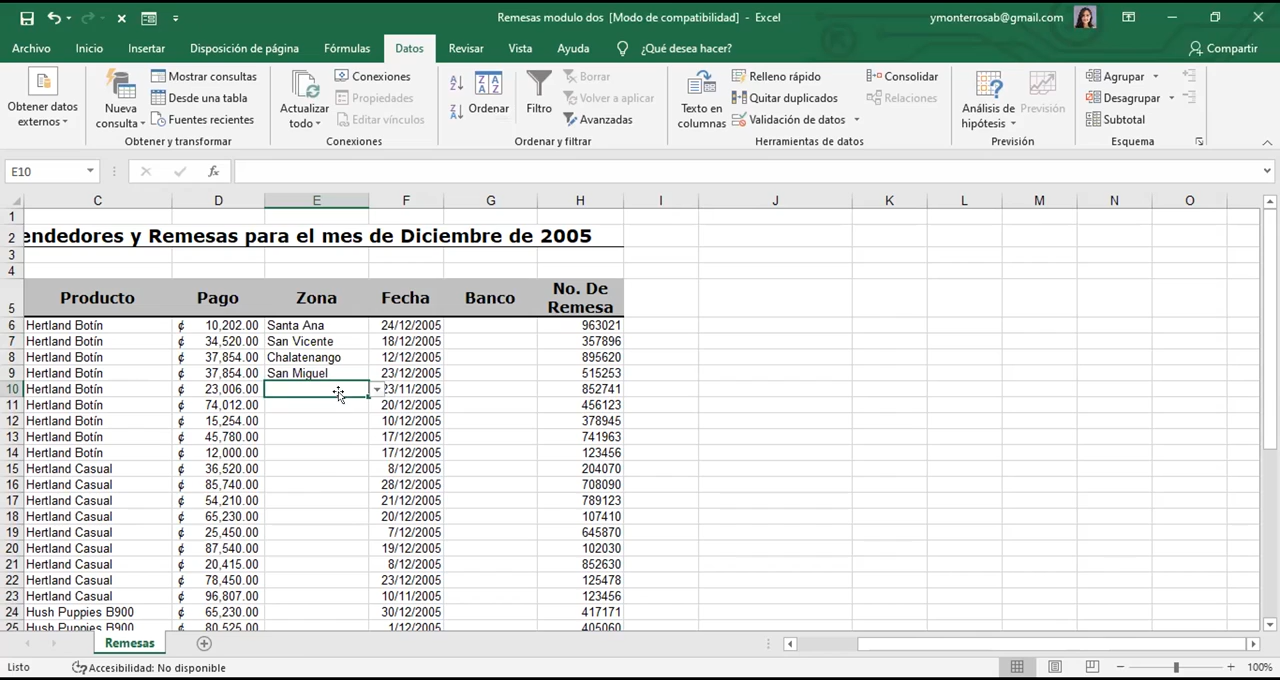 Remesas modulo dos [Modo de compatibilidad] - Excel
ymonterrosab@gmail.com
Archivo Inicio Insertar Disposición de página Fórmulas Datos Revisar Vista Ayuda ¿Qué desea hacer? Compartir
Obtener datos externos
Nueva consulta
Mostrar consultas
Desde una tabla
Fuentes recientes
Obtener y transformar
Actualizar todo
Conexiones
Propiedades
Editar vínculos
Conexiones
Ordenar
Filtro
Borrar
Volver a aplicar
Avanzadas
Ordenar y filtrar
Texto en columnas
Relleno rápido
Quitar duplicados
Validación de datos
Consolidar
Relaciones
Herramientas de datos
Análisis de hipótesis
Previsión
Previsión
Agrupar
Desagrupar
Subtotal
Esquema
E10 fx
C D E F G H I J K L M N O
1
2 endedores y Remesas para el mes de Diciembre de 2005
3
4
5 Producto Pago Zona Fecha Banco No. De Remesa
6 Hertland Botín ¢ 10,202.00 Santa Ana 24/12/2005 963021
7 Hertland Botín ¢ 34,520.00 San Vicente 18/12/2005 357896
8 Hertland Botín ¢ 37,854.00 Chalatenango 12/12/2005 895620
9 Hertland Botín ¢ 37,854.00 San Miguel 23/12/2005 515253
10 Hertland Botín ¢ 23,006.00 23/11/2005 852741
11 Hertland Botín ¢ 74,012.00 20/12/2005 456123
12 Hertland Botín ¢ 15,254.00 10/12/2005 378945
13 Hertland Botín ¢ 45,780.00 17/12/2005 741963
14 Hertland Botín ¢ 12,000.00 17/12/2005 123456
15 Hertland Casual ¢ 36,520.00 8/12/2005 204070
16 Hertland Casual ¢ 85,740.00 28/12/2005 708090
17 Hertland Casual ¢ 54,210.00 21/12/2005 789123
18 Hertland Casual ¢ 65,230.00 20/12/2005 107410
19 Hertland Casual ¢ 25,450.00 7/12/2005 645870
20 Hertland Casual ¢ 87,540.00 19/12/2005 102030
21 Hertland Casual ¢ 20,415.00 8/12/2005 852630
22 Hertland Casual ¢ 78,450.00 23/12/2005 125478
23 Hertland Casual ¢ 96,807.00 10/11/2005 123456
24 Hush Puppies B900 ¢ 65,230.00 30/12/2005 417171
25 Hush Puppies B900 ¢ 80,525.00 1/12/2005 405060
Remesas
Listo Accesibilidad: No disponible 100%